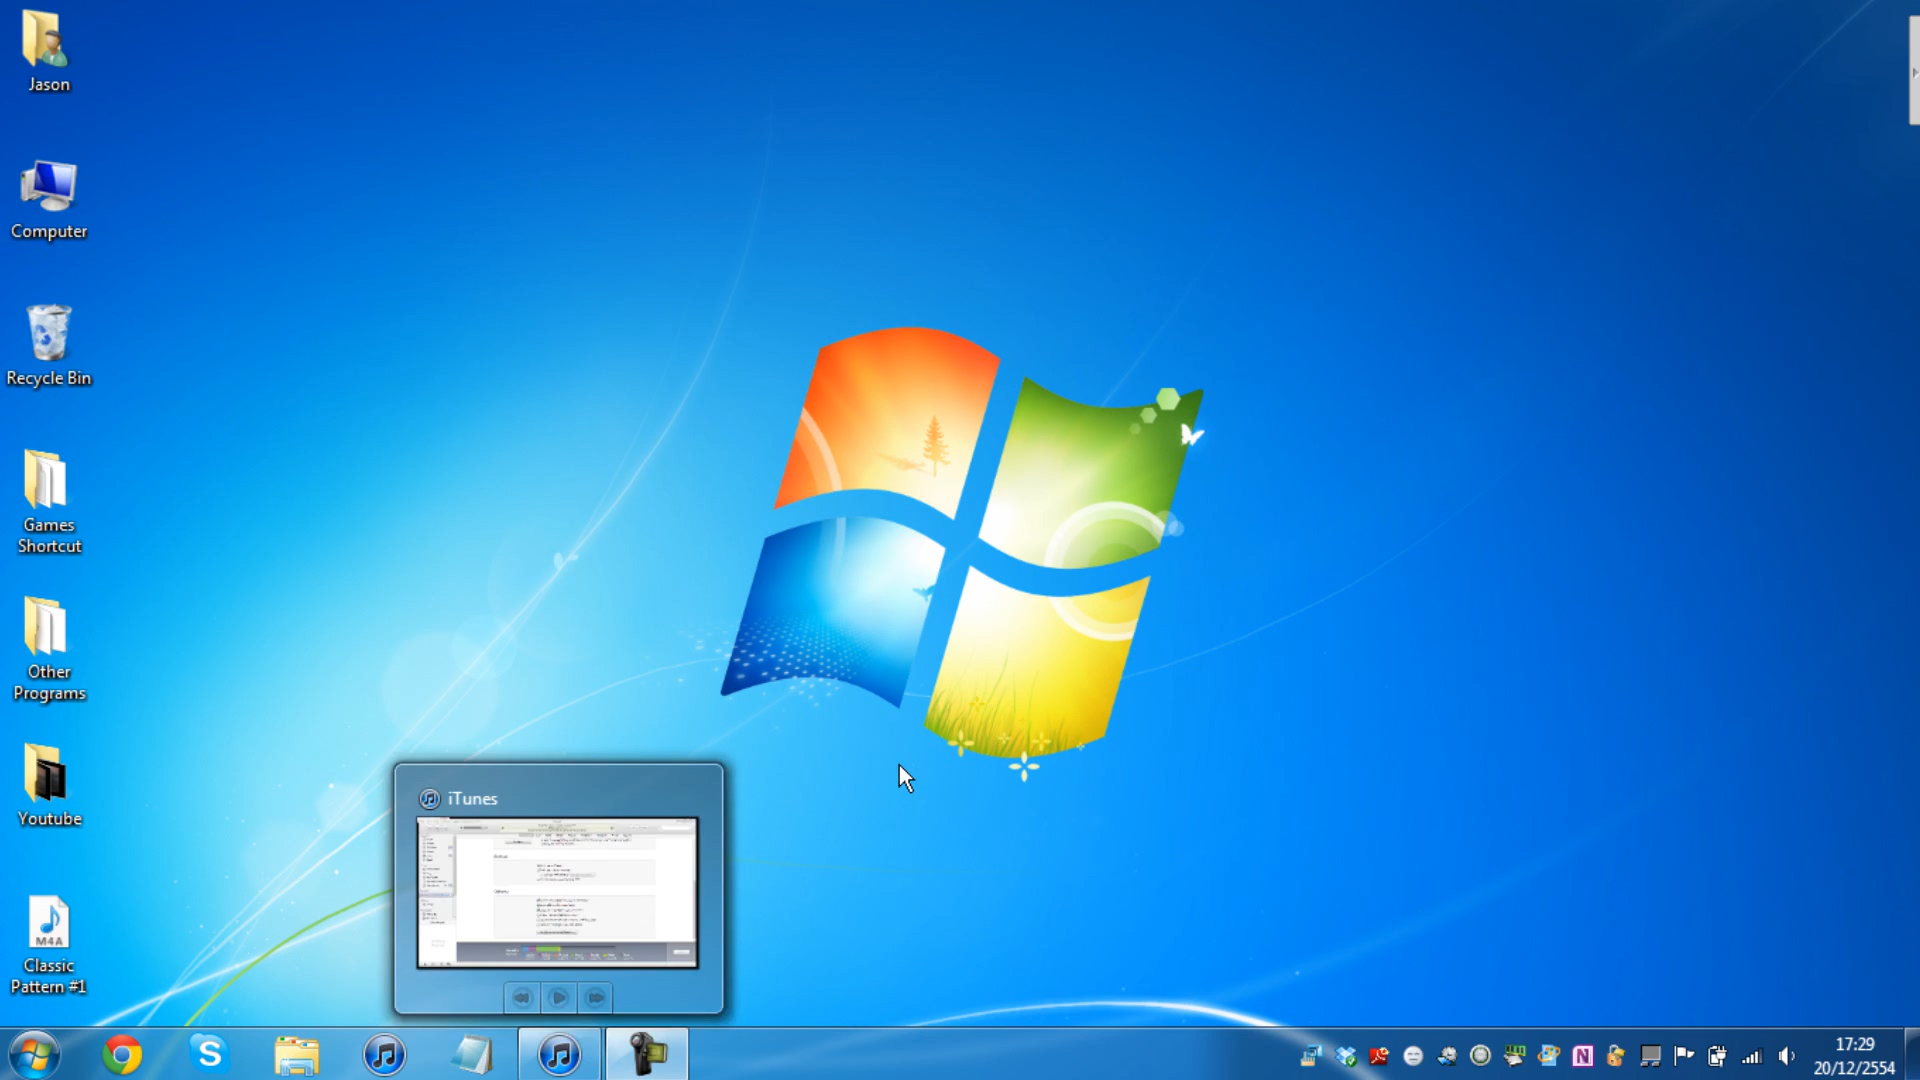 Jason
Computer
Recycle Bin
Games
Shortcut
Other
Programs
Youtube
M4A
Classic
Pattern #1
iTunes
S
N
17:29
20/12/2554